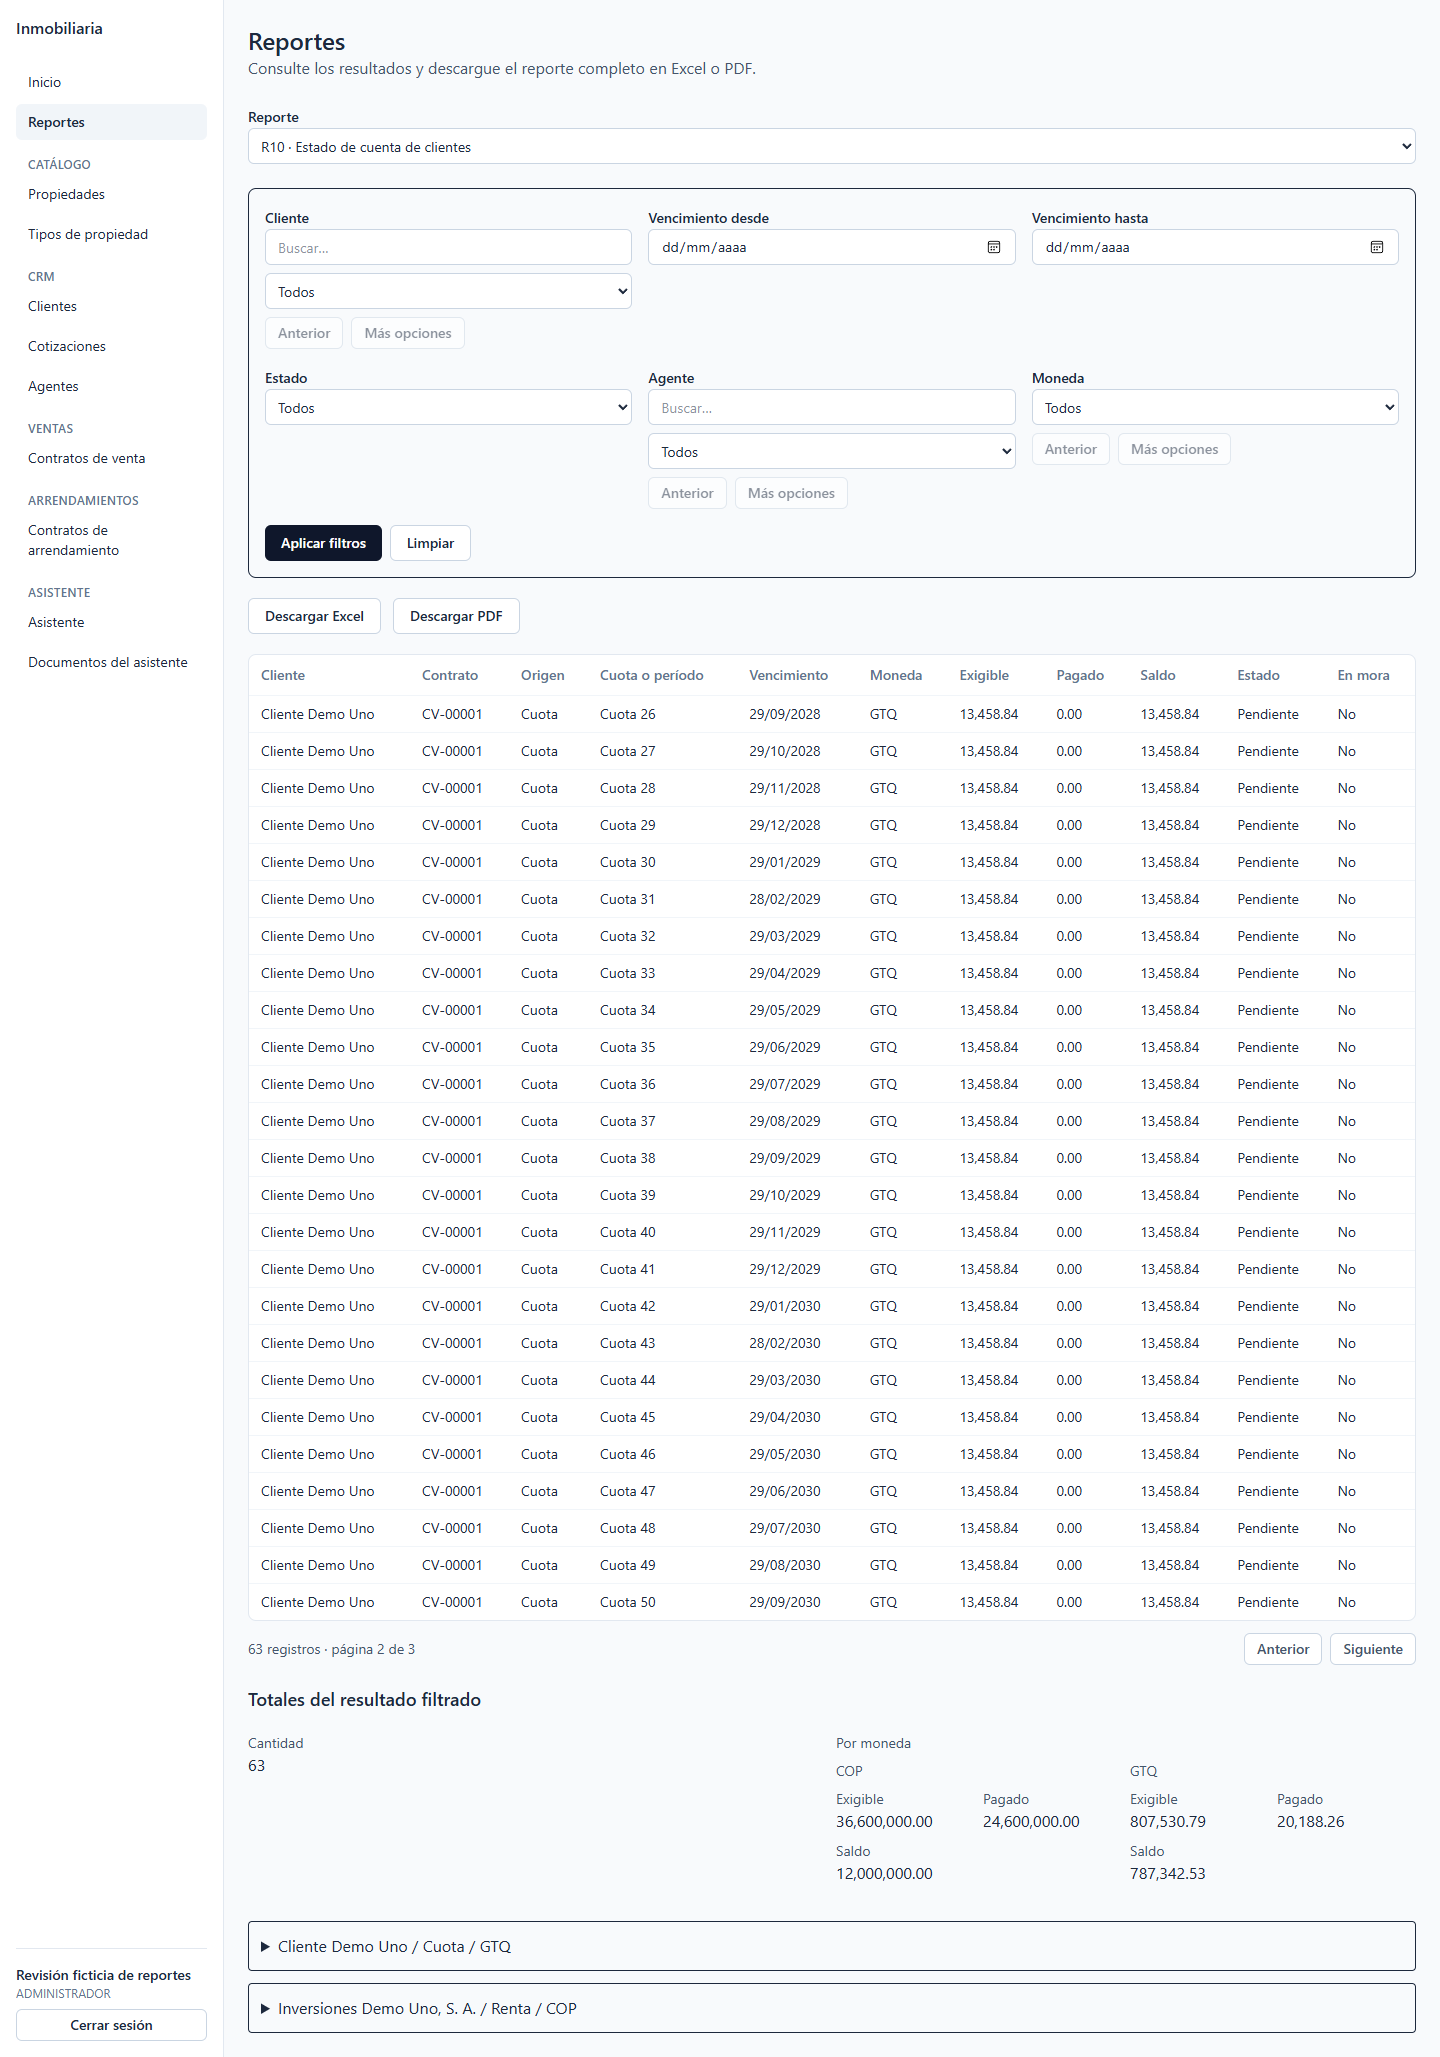 Inmobiliaria
Inicio
Reportes
CATÁLOGO
Propiedades
Tipos de propiedad
CRM
Clientes
Cotizaciones
Agentes
VENTAS
Contratos de venta
ARRENDAMIENTOS
Contratos de
arrendamiento
ASISTENTE
Asistente
Documentos del asistente
Revisión ficticia de reportes
ADMINISTRADOR
Cerrar sesión
Reportes
Consulte los resultados y descargue el reporte completo en Excel o PDF.
Reporte
R10 · Estado de cuenta de clientes
Cliente Vencimiento desde Vencimiento hasta
Buscar... dd/mm/aaaa dd/mm/aaaa
Todos
Anterior Más opciones
Estado Agente Moneda
Todos Buscar... Todos
Todos Anterior Más opciones
Anterior Más opciones
Aplicar filtros Limpiar
Descargar Excel Descargar PDF
Cliente Contrato Origen Cuota o período Vencimiento Moneda Exigible Pagado Saldo Estado En mora
Cliente Demo Uno CV-00001 Cuota Cuota 26 29/09/2028 GTQ 13,458.84 0.00 13,458.84 Pendiente No
Cliente Demo Uno CV-00001 Cuota Cuota 27 29/10/2028 GTQ 13,458.84 0.00 13,458.84 Pendiente No
Cliente Demo Uno CV-00001 Cuota Cuota 28 29/11/2028 GTQ 13,458.84 0.00 13,458.84 Pendiente No
Cliente Demo Uno CV-00001 Cuota Cuota 29 29/12/2028 GTQ 13,458.84 0.00 13,458.84 Pendiente No
Cliente Demo Uno CV-00001 Cuota Cuota 30 29/01/2029 GTQ 13,458.84 0.00 13,458.84 Pendiente No
Cliente Demo Uno CV-00001 Cuota Cuota 31 28/02/2029 GTQ 13,458.84 0.00 13,458.84 Pendiente No
Cliente Demo Uno CV-00001 Cuota Cuota 32 29/03/2029 GTQ 13,458.84 0.00 13,458.84 Pendiente No
Cliente Demo Uno CV-00001 Cuota Cuota 33 29/04/2029 GTQ 13,458.84 0.00 13,458.84 Pendiente No
Cliente Demo Uno CV-00001 Cuota Cuota 34 29/05/2029 GTQ 13,458.84 0.00 13,458.84 Pendiente No
Cliente Demo Uno CV-00001 Cuota Cuota 35 29/06/2029 GTQ 13,458.84 0.00 13,458.84 Pendiente No
Cliente Demo Uno CV-00001 Cuota Cuota 36 29/07/2029 GTQ 13,458.84 0.00 13,458.84 Pendiente No
Cliente Demo Uno CV-00001 Cuota Cuota 37 29/08/2029 GTQ 13,458.84 0.00 13,458.84 Pendiente No
Cliente Demo Uno CV-00001 Cuota Cuota 38 29/09/2029 GTQ 13,458.84 0.00 13,458.84 Pendiente No
Cliente Demo Uno CV-00001 Cuota Cuota 39 29/10/2029 GTQ 13,458.84 0.00 13,458.84 Pendiente No
Cliente Demo Uno CV-00001 Cuota Cuota 40 29/11/2029 GTQ 13,458.84 0.00 13,458.84 Pendiente No
Cliente Demo Uno CV-00001 Cuota Cuota 41 29/12/2029 GTQ 13,458.84 0.00 13,458.84 Pendiente No
Cliente Demo Uno CV-00001 Cuota Cuota 42 29/01/2030 GTQ 13,458.84 0.00 13,458.84 Pendiente No
Cliente Demo Uno CV-00001 Cuota Cuota 43 28/02/2030 GTQ 13,458.84 0.00 13,458.84 Pendiente No
Cliente Demo Uno CV-00001 Cuota Cuota 44 29/03/2030 GTQ 13,458.84 0.00 13,458.84 Pendiente No
Cliente Demo Uno CV-00001 Cuota Cuota 45 29/04/2030 GTQ 13,458.84 0.00 13,458.84 Pendiente No
Cliente Demo Uno CV-00001 Cuota Cuota 46 29/05/2030 GTQ 13,458.84 0.00 13,458.84 Pendiente No
Cliente Demo Uno CV-00001 Cuota Cuota 47 29/06/2030 GTQ 13,458.84 0.00 13,458.84 Pendiente No
Cliente Demo Uno CV-00001 Cuota Cuota 48 29/07/2030 GTQ 13,458.84 0.00 13,458.84 Pendiente No
Cliente Demo Uno CV-00001 Cuota Cuota 49 29/08/2030 GTQ 13,458.84 0.00 13,458.84 Pendiente No
Cliente Demo Uno CV-00001 Cuota Cuota 50 29/09/2030 GTQ 13,458.84 0.00 13,458.84 Pendiente No
63 registros · página 2 de 3 Anterior Siguiente
Totales del resultado filtrado
Cantidad Por moneda
63
COP GTQ
Exigible Pagado Exigible Pagado
36,600,000.00 24,600,000.00 807,530.79 20,188.26
Saldo Saldo
12,000,000.00 787,342.53
Cliente Demo Uno / Cuota / GTQ
Inversiones Demo Uno, S. A. / Renta / COP